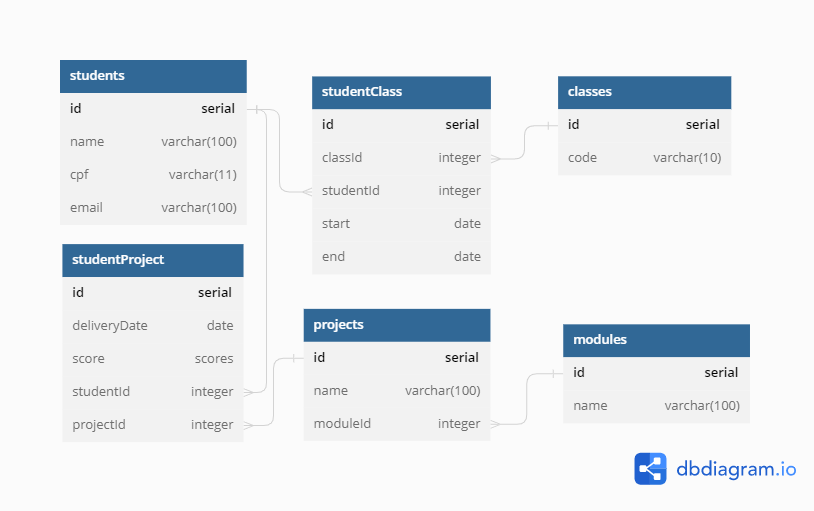 students
id serial
name varchar(100)
cpf varchar(11)
email varchar(100)
studentClass
id serial
classId integer
studentId integer
start date
end date
classes
id serial
code varchar(10)
studentProject
id serial
deliveryDate date
score scores
studentId integer
projectId integer
projects
id serial
name varchar(100)
moduleId integer
modules
id serial
name varchar(100)
dbdiagram.io